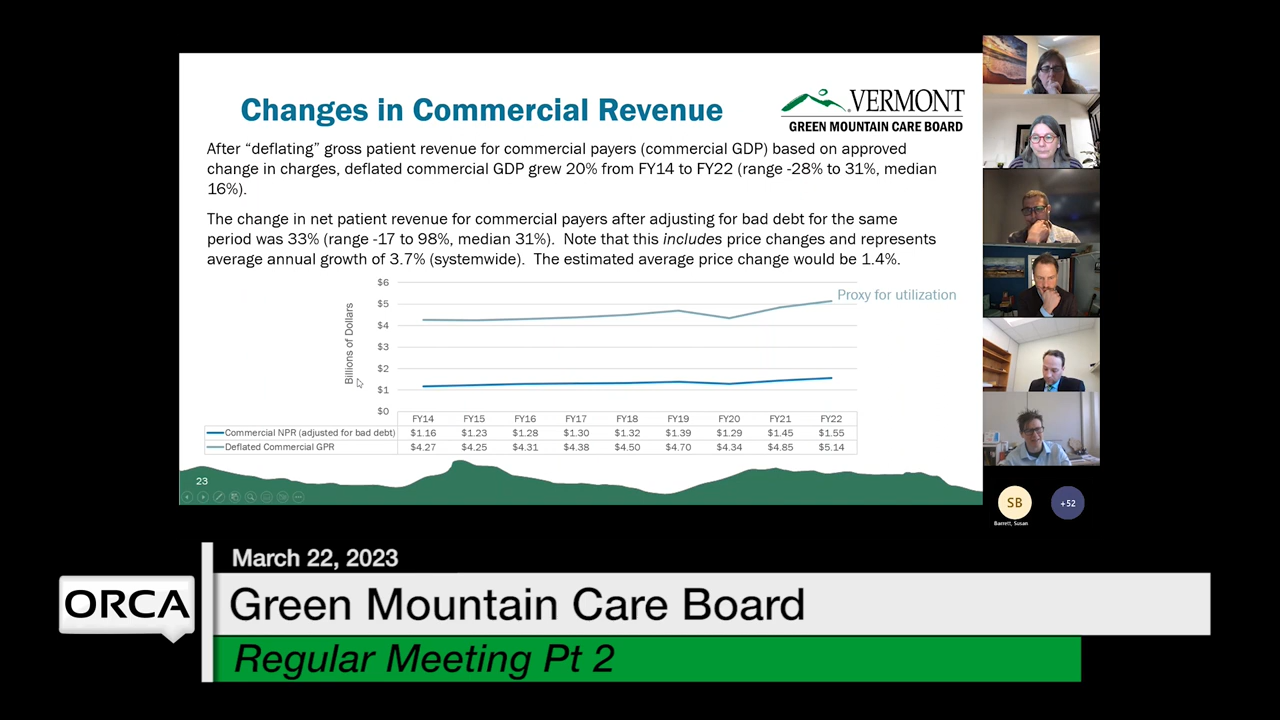 Changes in Commercial Revenue
VERMONT
GREEN MOUNTAIN CARE BOARD
After “deflating” gross patient revenue for commercial payers (commercial GDP) based on approved
change in charges, deflated commercial GDP grew 20% from FY14 to FY22 (range -28% to 31%, median
16%).
The change in net patient revenue for commercial payers after adjusting for bad debt for the same
period was 33% (range -17 to 98%, median 31%). Note that this includes price changes and represents
average annual growth of 3.7% (systemwide). The estimated average price change would be 1.4%.
Billions of Dollars
$6
$5
$4
$3
$2
$1
$0
Proxy for utilization
FY14 FY15 FY16 FY17 FY18 FY19 FY20 FY21 FY22
Commercial NPR (adjusted for bad debt) $1.16 $1.23 $1.28 $1.30 $1.32 $1.39 $1.29 $1.45 $1.55
Deflated Commercial GPR $4.27 $4.25 $4.31 $4.38 $4.50 $4.70 $4.34 $4.85 $5.14
23
SB
+52
Barrett, Susan
March 22, 2023
ORCA
Green Mountain Care Board
Regular Meeting Pt 2